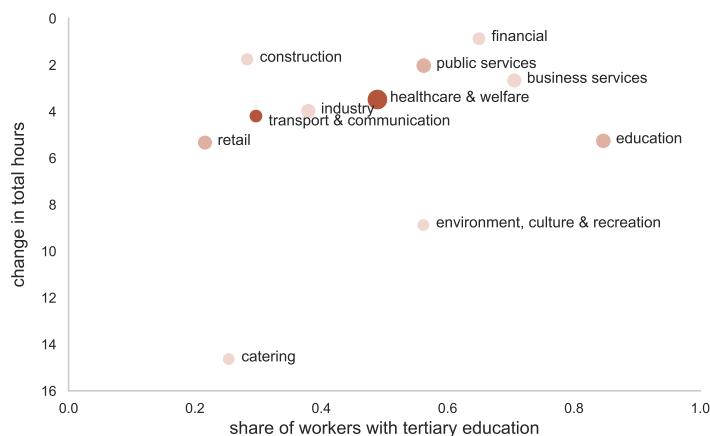 0
financial
construction
public services
2
business services
healthcare & welfare
industry
4
transport & communication
retail
education
6
8
environment, culture & recreation
10
12
14
catering
16
change in total hours
0.0 0.2 0.4 0.6 0.8 1.0
share of workers with tertiary education